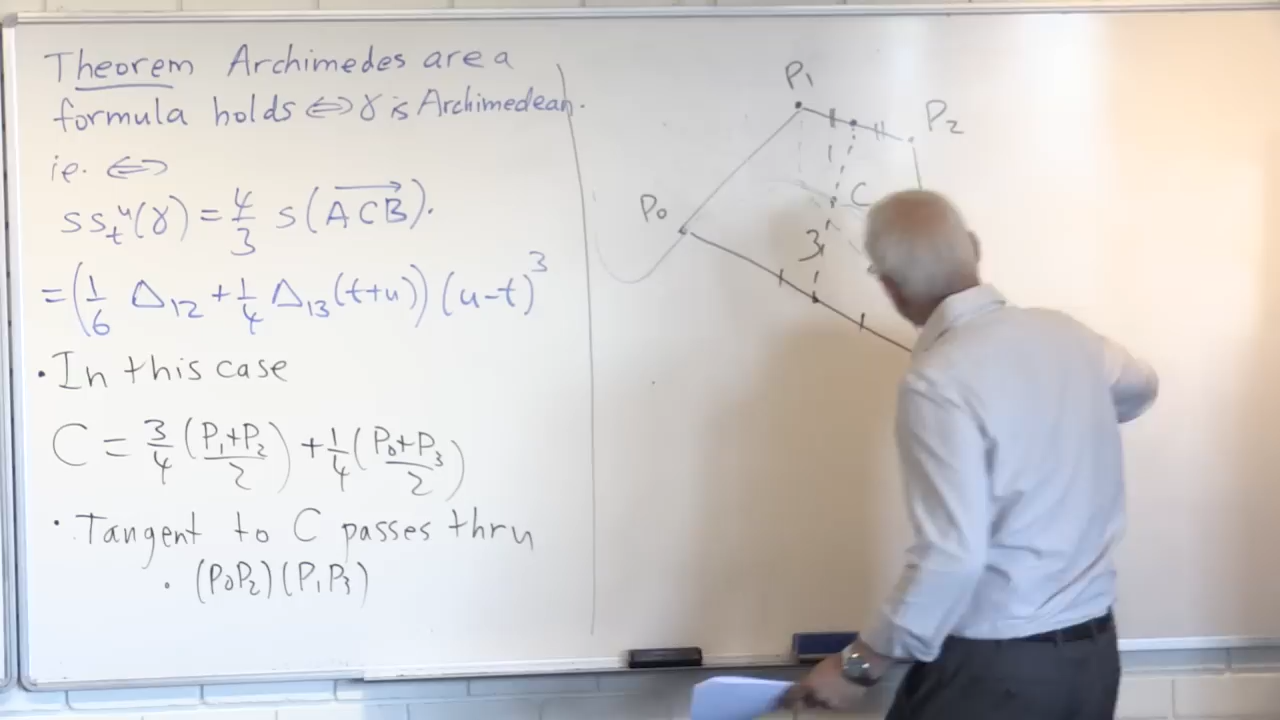 Theorem Archimedes area
formula holds ⇔ γ is Archimedean.
ie. ⇔
ss_t^u(γ) = 4/3 s(\overrightarrow{ACB}).
= (1/6 Δ₁₂ + 1/4 Δ₁₃(t+u)) (u-t)³
• In this case
C = 3/4 (P₁+P₂/2) + 1/4 (P₀+P₃/2)
• Tangent to C passes thru
• (P₀P₂)(P₁P₃)
P₁
P₂
P₀
C
1
3